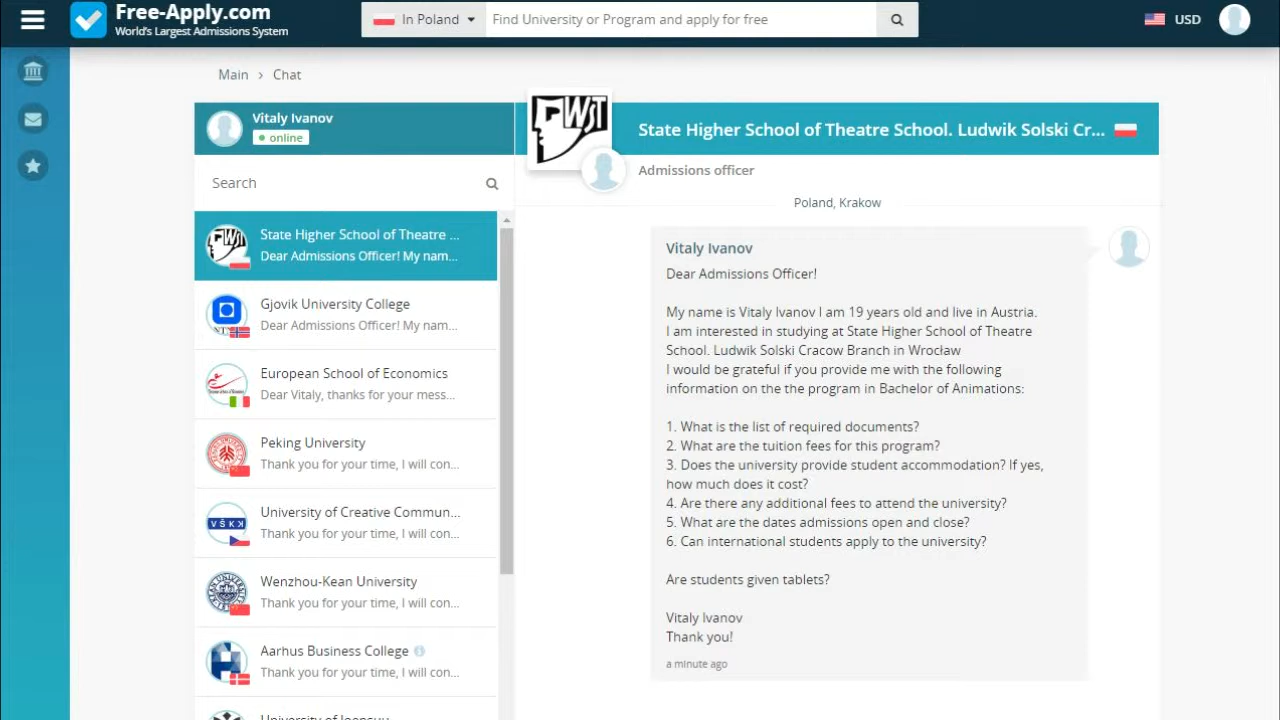 Free-Apply.com
World's Largest Admissions System
In Poland
Find University or Program and apply for free
USD
Main > Chat
Vitaly Ivanov
online
Search
State Higher School of Theatre ...
Dear Admissions Officer! My nam...
Gjovik University College
Dear Admissions Officer! My nam...
European School of Economics
Dear Vitaly, thanks for your mess...
Peking University
Thank you for your time, I will con...
University of Creative Commun...
Thank you for your time, I will con...
VŠKK
Wenzhou-Kean University
Thank you for your time, I will con...
Aarhus Business College
Thank you for your time, I will con...
University of Joensuu
PWST
State Higher School of Theatre School. Ludwik Solski Cr...
Admissions officer
Poland, Krakow
Vitaly Ivanov
Dear Admissions Officer!
My name is Vitaly Ivanov I am 19 years old and live in Austria.
I am interested in studying at State Higher School of Theatre
School. Ludwik Solski Cracow Branch in Wrocław
I would be grateful if you provide me with the following
information on the the program in Bachelor of Animations:
1. What is the list of required documents?
2. What are the tuition fees for this program?
3. Does the university provide student accommodation? If yes,
how much does it cost?
4. Are there any additional fees to attend the university?
5. What are the dates admissions open and close?
6. Can international students apply to the university?
Are students given tablets?
Vitaly Ivanov
Thank you!
a minute ago